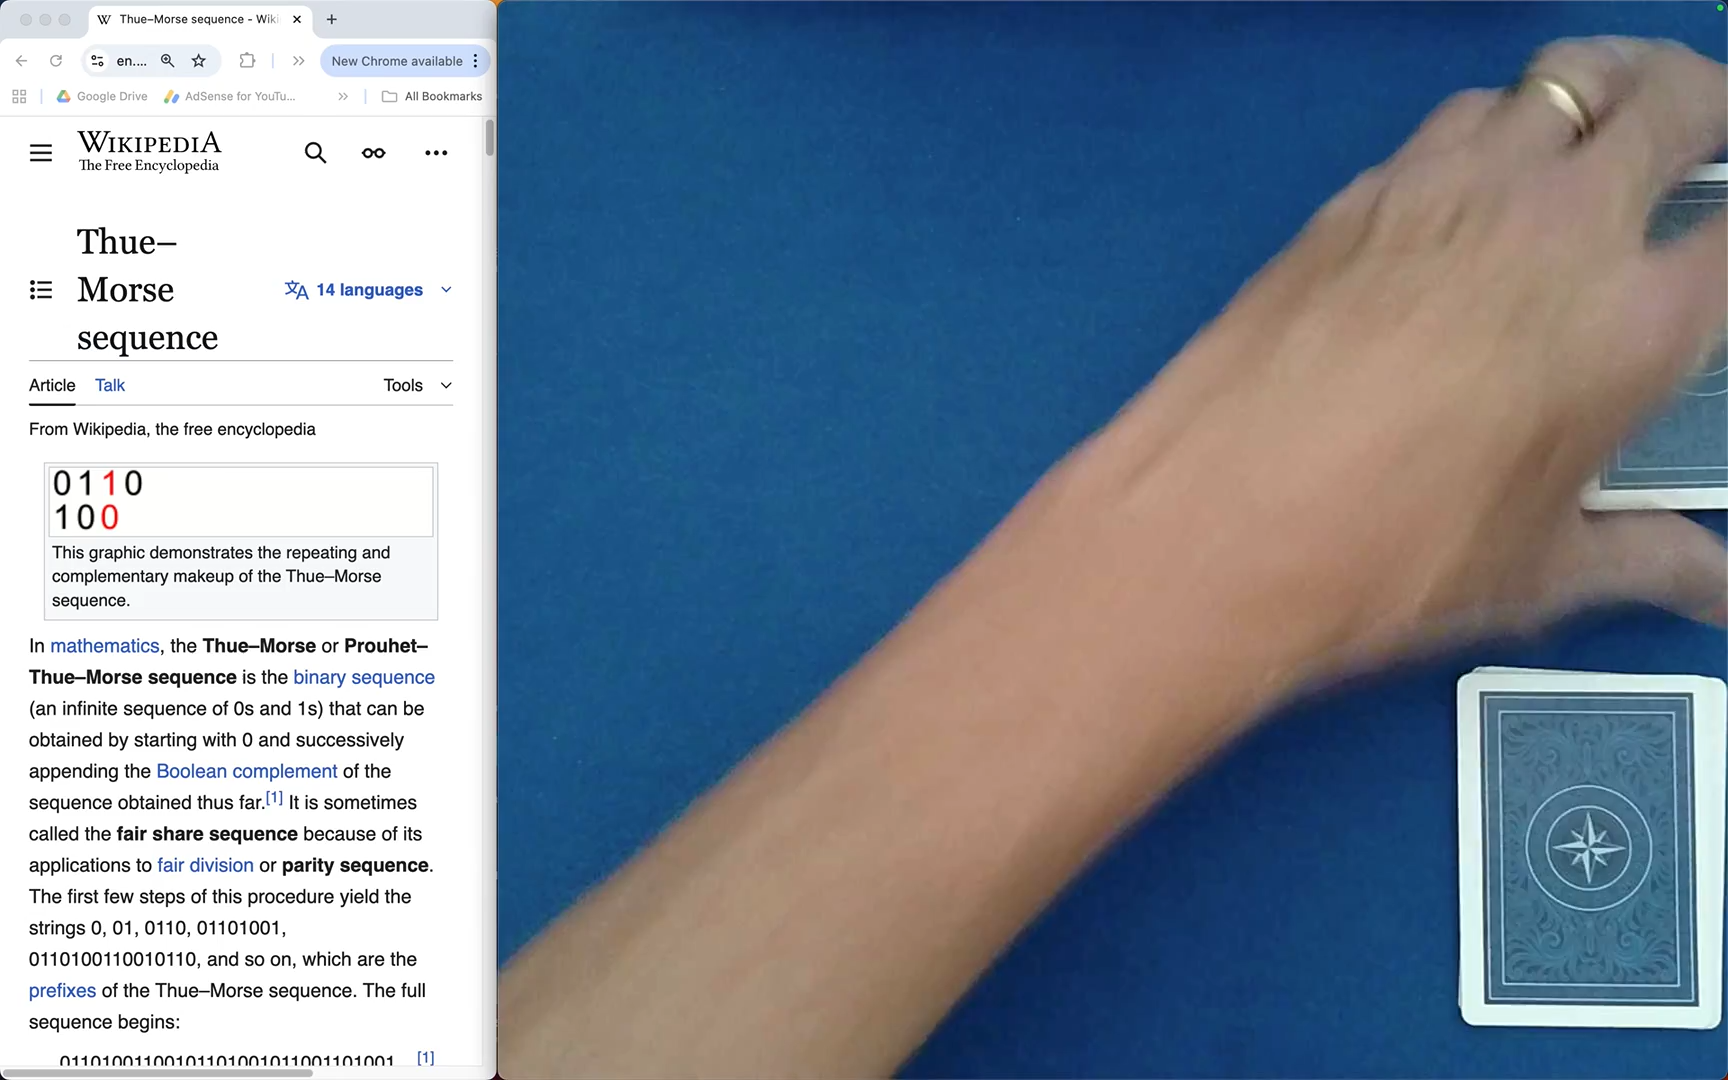 Thue–Morse sequence - Wiki
en....
New Chrome available
Google Drive
AdSense for YouTu...
All Bookmarks
WIKIPEDIA
The Free Encyclopedia
Thue–
Morse
sequence
14 languages
Article
Talk
Tools
From Wikipedia, the free encyclopedia
0110
100
This graphic demonstrates the repeating and
complementary makeup of the Thue–Morse
sequence.
In mathematics, the Thue–Morse or Prouhet–
Thue–Morse sequence is the binary sequence
(an infinite sequence of 0s and 1s) that can be
obtained by starting with 0 and successively
appending the Boolean complement of the
sequence obtained thus far.[1] It is sometimes
called the fair share sequence because of its
applications to fair division or parity sequence.
The first few steps of this procedure yield the
strings 0, 01, 0110, 01101001,
0110100110010110, and so on, which are the
prefixes of the Thue–Morse sequence. The full
sequence begins:
01101001100101101001011001101001 [1]